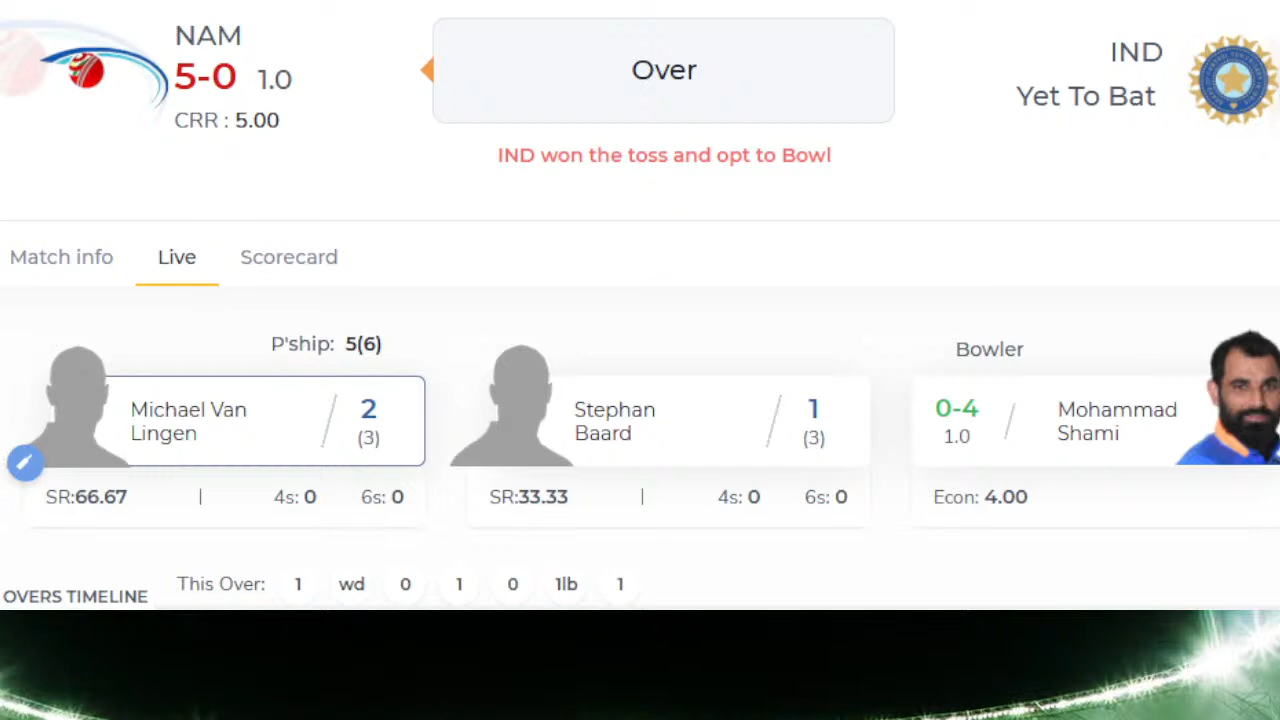 NAM
5-0 1.0
CRR : 5.00
Over
IND won the toss and opt to Bowl
IND
Yet To Bat
Match info Live Scorecard
P'ship: 5(6)
Michael Van
Lingen
2
(3)
SR:66.67 | 4s: 0 6s: 0
Stephan
Baard
1
(3)
SR:33.33 | 4s: 0 6s: 0
Bowler
0-4
1.0
Mohammad
Shami
Econ: 4.00
OVERS TIMELINE
This Over: 1 wd 0 1 0 1lb 1